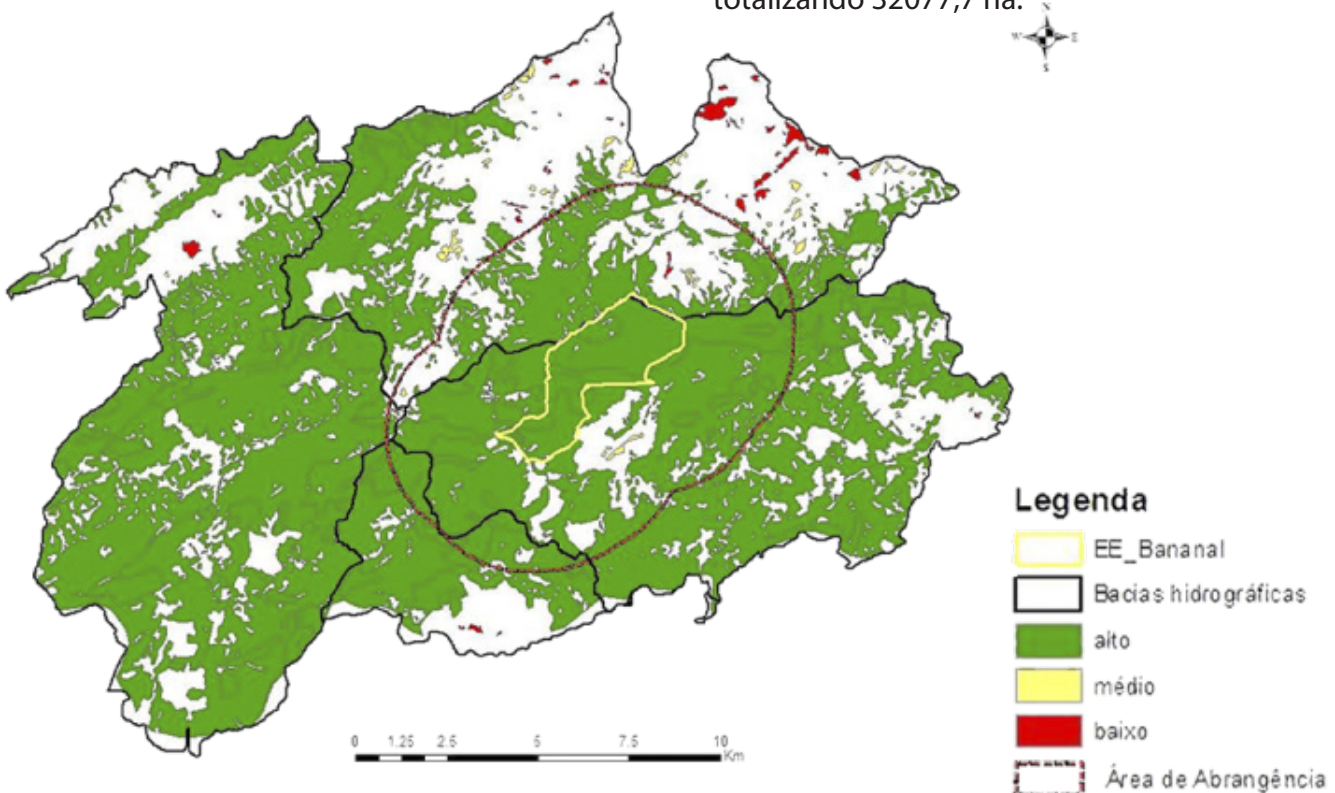 totalizando 32077,7 ha.
N
W E
S
Legenda
EE_Bananal
Bacias hidrográficas
alto
médio
baixo
Área de Abrangência
0 1.25 2.5 5 7.5 10
Km